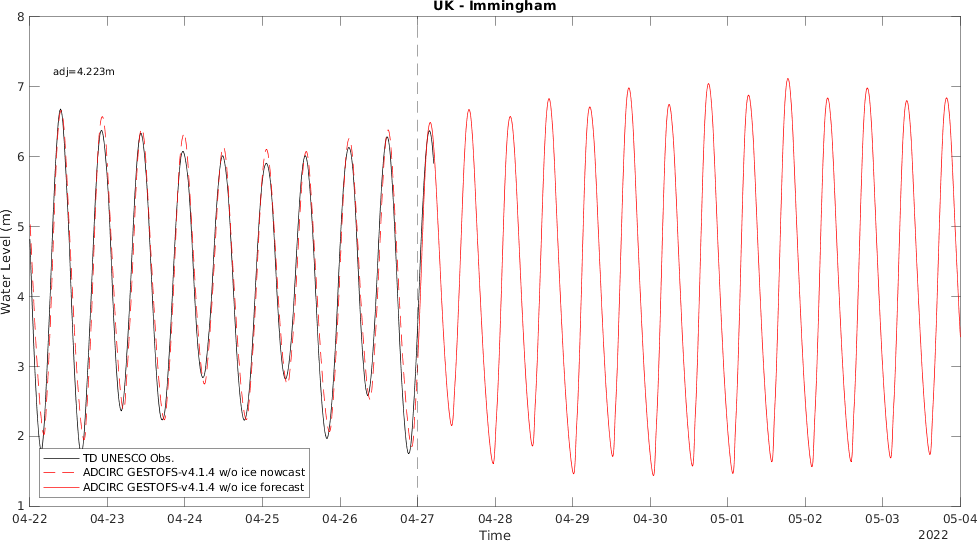 UK - Immingham
8
adj=4.223m
7
6
5
Water Level (m)
4
3
2
TD UNESCO Obs.
ADCIRC GESTOFS-v4.1.4 w/o ice nowcast
ADCIRC GESTOFS-v4.1.4 w/o ice forecast
1
04-22 04-23 04-24 04-25 04-26 04-27 04-28 04-29 04-30 05-01 05-02 05-03 05-04
Time
2022